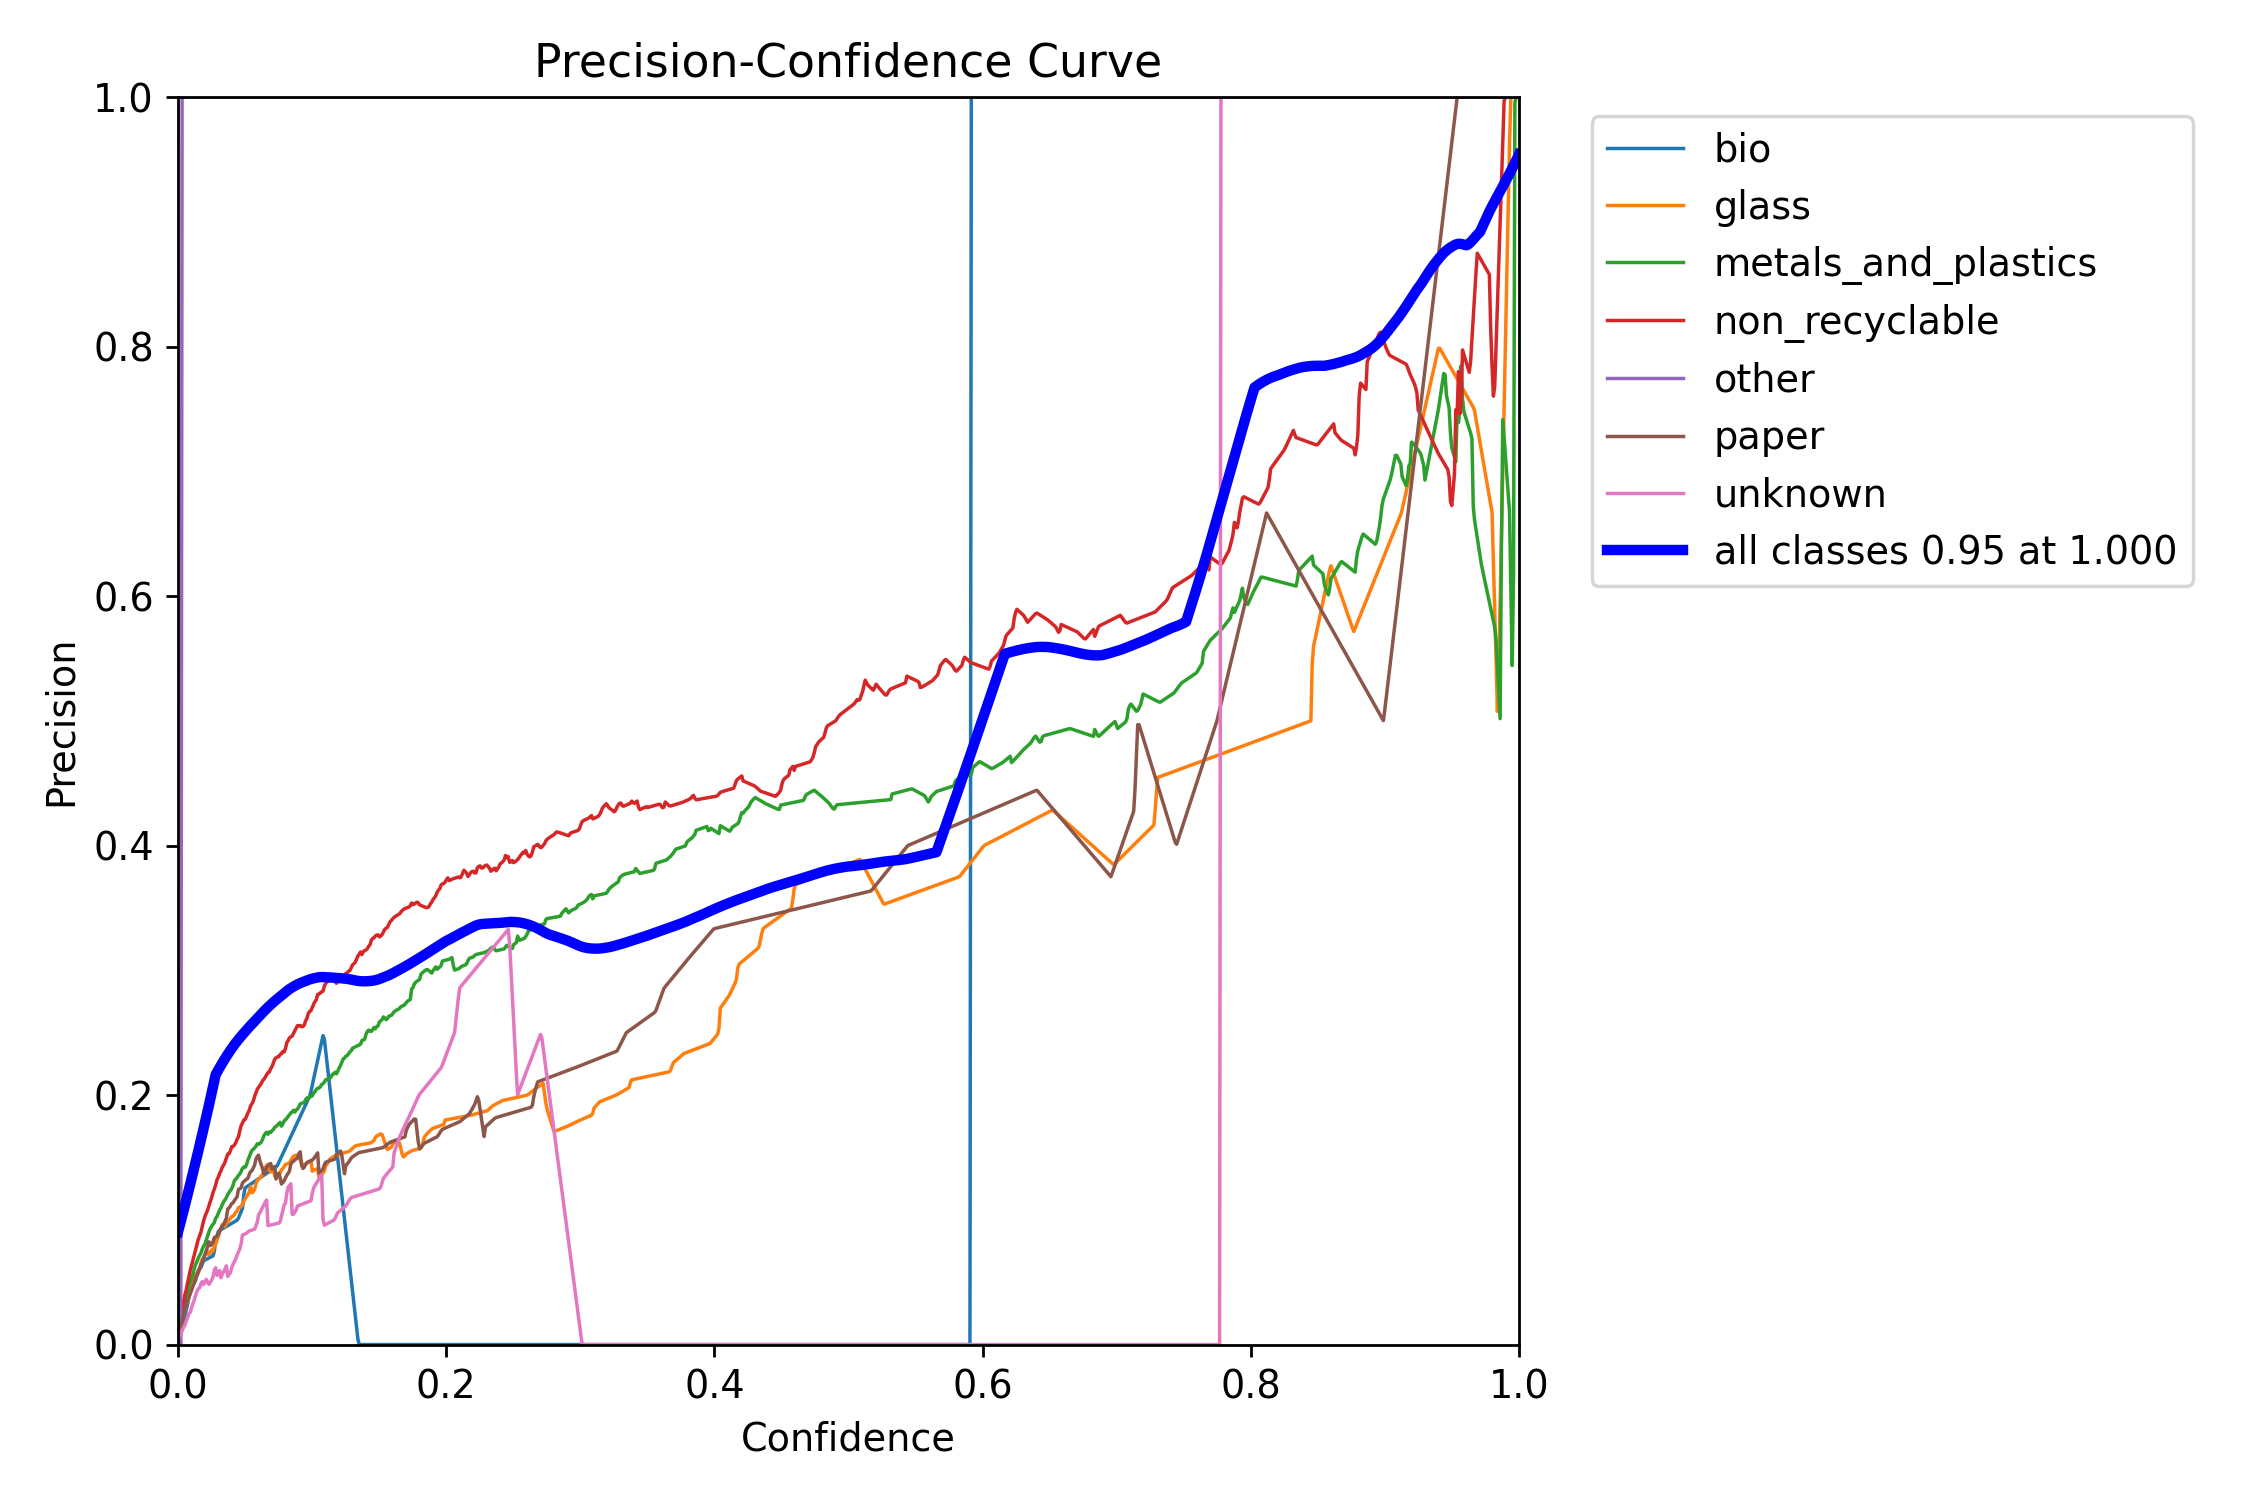 Precision-Confidence Curve
1.0
0.8
0.6
0.4
0.2
0.0
Precision
0.0 0.2 0.4 0.6 0.8 1.0
Confidence
bio
glass
metals_and_plastics
non_recyclable
other
paper
unknown
all classes 0.95 at 1.000